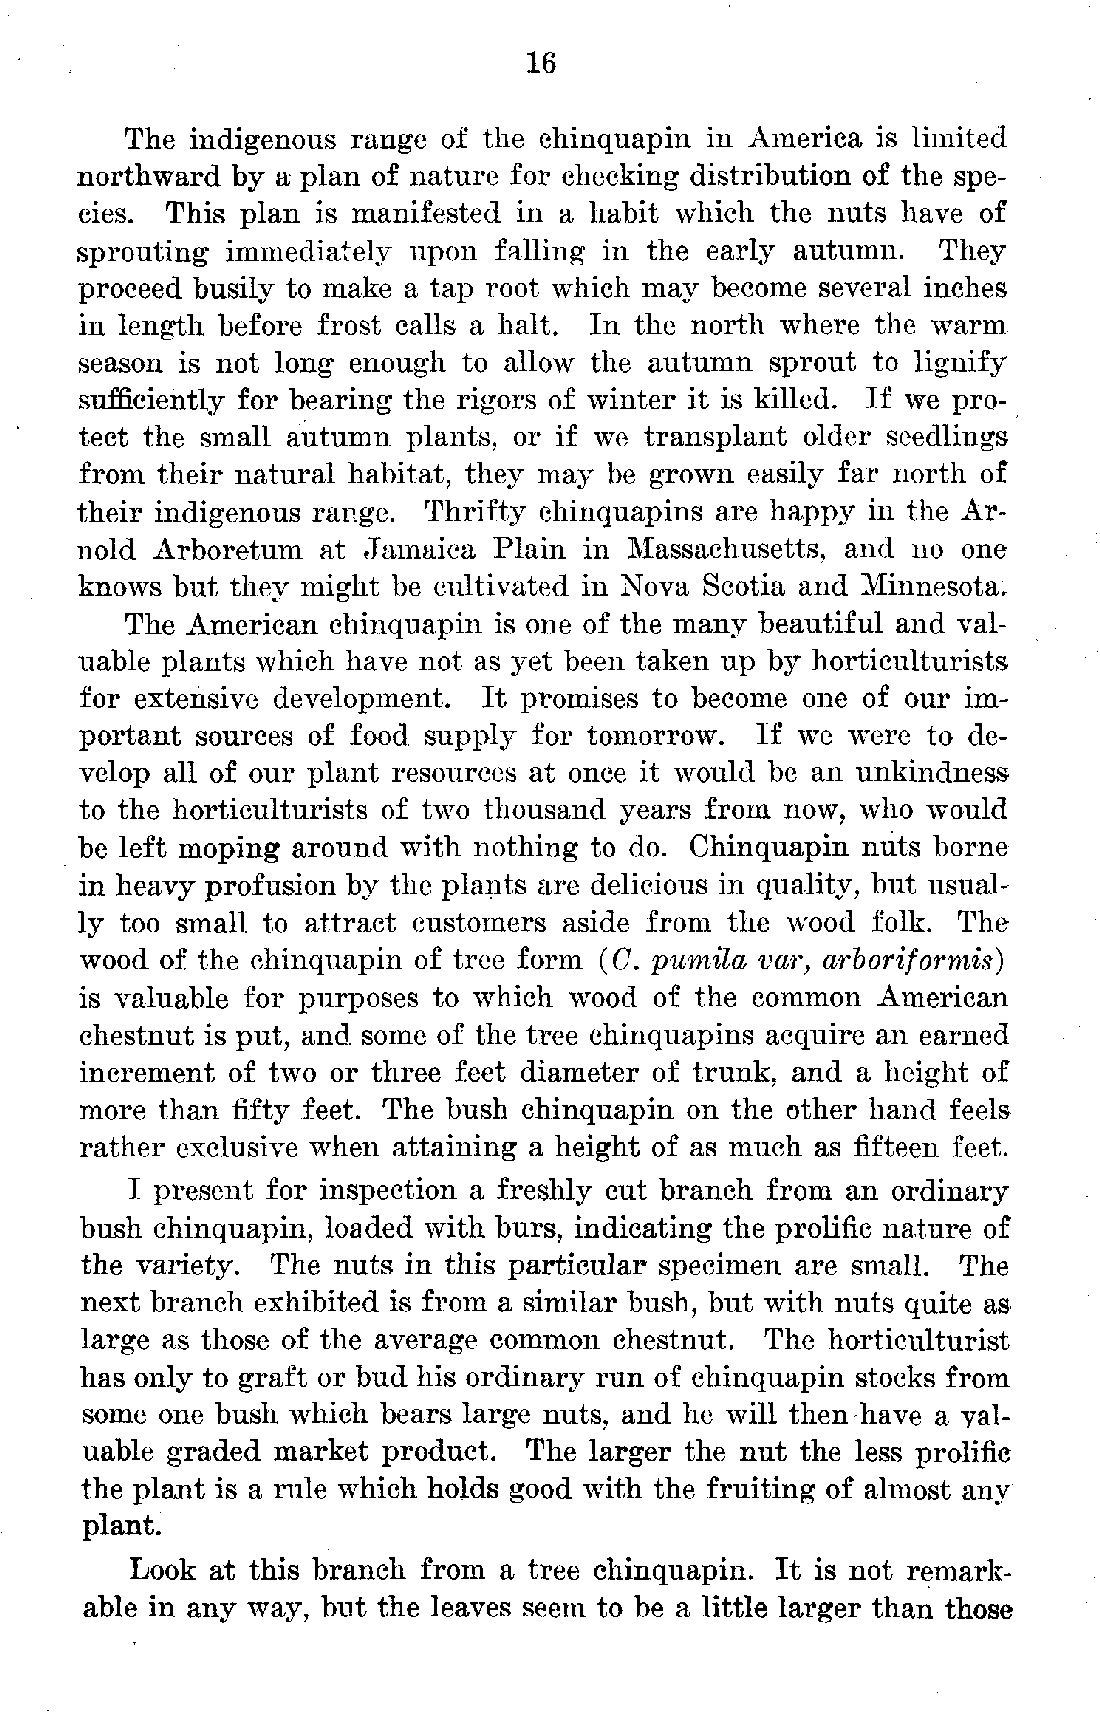 16
The indigenous range of the chinquapin in America is limited
northward by a plan of nature for checking distribution of the spe-
cies. This plan is manifested in a habit which the nuts have of
sprouting immediately upon falling in the early autumn. They
proceed busily to make a tap root which may become several inches
in length before frost calls a halt. In the north where the warm
season is not long enough to allow the autumn sprout to lignify
sufficiently for bearing the rigors of winter it is killed. If we pro-
tect the small autumn plants, or if we transplant older seedlings
from their natural habitat, they may be grown easily far north of
their indigenous range. Thrifty chinquapins are happy in the Ar-
nold Arboretum at Jamaica Plain in Massachusetts, and no one
knows but they might be cultivated in Nova Scotia and Minnesota.
The American chinquapin is one of the many beautiful and val-
uable plants which have not as yet been taken up by horticulturists
for extensive development. It promises to become one of our im-
portant sources of food supply for tomorrow. If we were to de-
velop all of our plant resources at once it would be an unkindness
to the horticulturists of two thousand years from now, who would
be left moping around with nothing to do. Chinquapin nuts borne
in heavy profusion by the plants are delicious in quality, but usual-
ly too small to attract customers aside from the wood folk. The
wood of the chinquapin of tree form (C. pumila var, arboriformis)
is valuable for purposes to which wood of the common American
chestnut is put, and some of the tree chinquapins acquire an earned
increment of two or three feet diameter of trunk, and a height of
more than fifty feet. The bush chinquapin on the other hand feels
rather exclusive when attaining a height of as much as fifteen feet.
I present for inspection a freshly cut branch from an ordinary
bush chinquapin, loaded with burs, indicating the prolific nature of
the variety. The nuts in this particular specimen are small. The
next branch exhibited is from a similar bush, but with nuts quite as
large as those of the average common chestnut. The horticulturist
has only to graft or bud his ordinary run of chinquapin stocks from
some one bush which bears large nuts, and he will then have a val-
uable graded market product. The larger the nut the less prolific
the plant is a rule which holds good with the fruiting of almost any
plant.
Look at this branch from a tree chinquapin. It is not remark-
able in any way, but the leaves seem to be a little larger than those